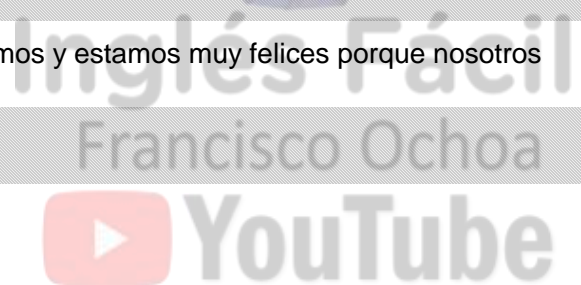 Inglés Fácil
mos y estamos muy felices porque nosotros
Francisco Ochoa
YouTube